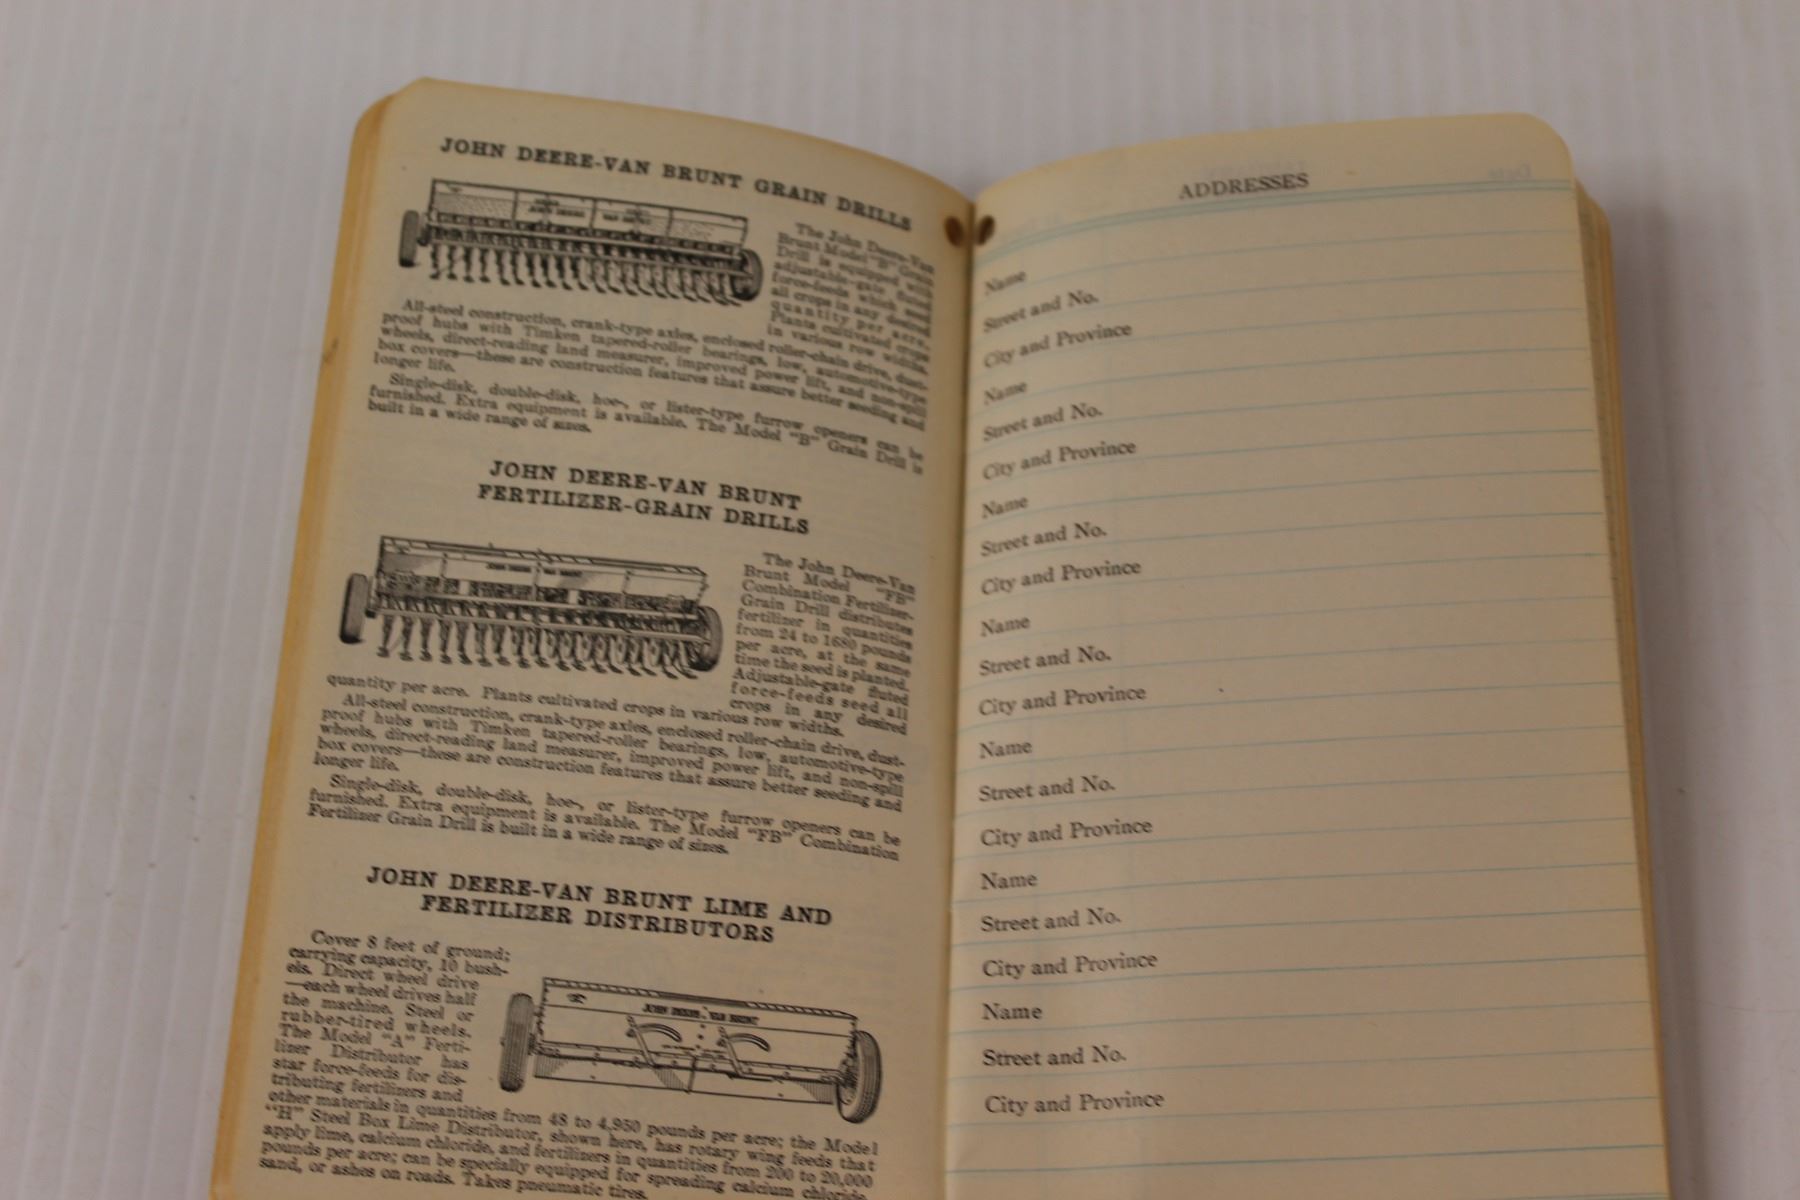 JOHN DEERE-VAN BRUNT GRAIN DRILLS
JOHN DEERE VAN BRUNT
The John Deere-Van
Brunt Model "B" Grain
Drill is equipped with
adjustable-gate fluted
force-feeds which seed
all crops in any desired
quantity per acre.
Plants cultivated crops
in various row widths.
All-steel construction, crank-type axles, enclosed roller-chain drive, dust-
proof hubs with Timken tapered-roller bearings, low, automotive-type
wheels, direct-reading land measurer, improved power lift, and non-spill
box covers—these are construction features that assure better seeding and
longer life.
Single-disk, double-disk, hoe-, or lister-type furrow openers can be
furnished. Extra equipment is available. The Model "B" Grain Drill is
built in a wide range of sizes.
JOHN DEERE-VAN BRUNT
FERTILIZER-GRAIN DRILLS
JOHN DEERE VAN BRUNT
The John Deere-Van
Brunt Model "FB"
Combination Fertilizer-
Grain Drill distributes
fertilizer in quantities
from 24 to 1680 pounds
per acre, at the same
time the seed is planted.
Adjustable-gate fluted
force-feeds seed all
crops in any desired
quantity per acre. Plants cultivated crops in various row widths.
All-steel construction, crank-type axles, enclosed roller-chain drive, dust-
proof hubs with Timken tapered-roller bearings, low, automotive-type
wheels, direct-reading land measurer, improved power lift, and non-spill
box covers—these are construction features that assure better seeding and
longer life.
Single-disk, double-disk, hoe-, or lister-type furrow openers can be
furnished. Extra equipment is available. The Model "FB" Combination
Fertilizer Grain Drill is built in a wide range of sizes.
JOHN DEERE-VAN BRUNT LIME AND
FERTILIZER DISTRIBUTORS
Cover 8 feet of ground;
carrying capacity, 10 bush-
els. Direct wheel drive
—each wheel drives half
the machine. Steel or
rubber-tired wheels.
The Model "A" Ferti-
lizer Distributor has
star force-feeds for dis-
tributing fertilizers and
JOHN DEERE VAN BRUNT
other materials in quantities from 48 to 4,950 pounds per acre; the Model
"H" Steel Box Lime Distributor, shown here, has rotary wing feeds that
apply lime, calcium chloride, and fertilizers in quantities from 200 to 20,000
pounds per acre; can be specially equipped for spreading calcium chloride,
sand, or ashes on roads. Takes pneumatic tires.
ADDRESSES
Name
Street and No.
City and Province
Name
Street and No.
City and Province
Name
Street and No.
City and Province
Name
Street and No.
City and Province
Name
Street and No.
City and Province
Name
Street and No.
City and Province
Name
Street and No.
City and Province